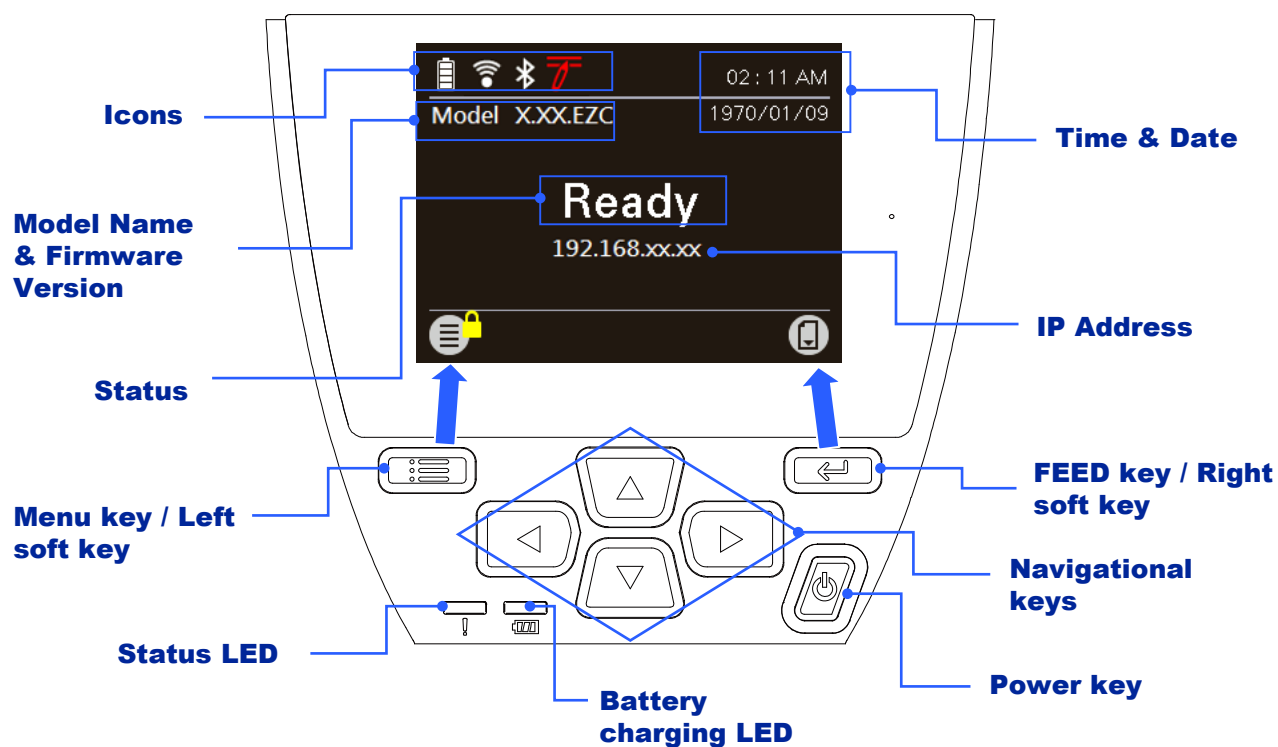 02 : 11 AM
Model X.XX.EZC
1970/01/09
Icons
Time & Date
Ready
Model Name
& Firmware
Version
192.168.xx.xx
IP Address
Status
FEED key / Right
soft key
Menu key / Left
soft key
Navigational
keys
Status LED
Power key
Battery
charging LED